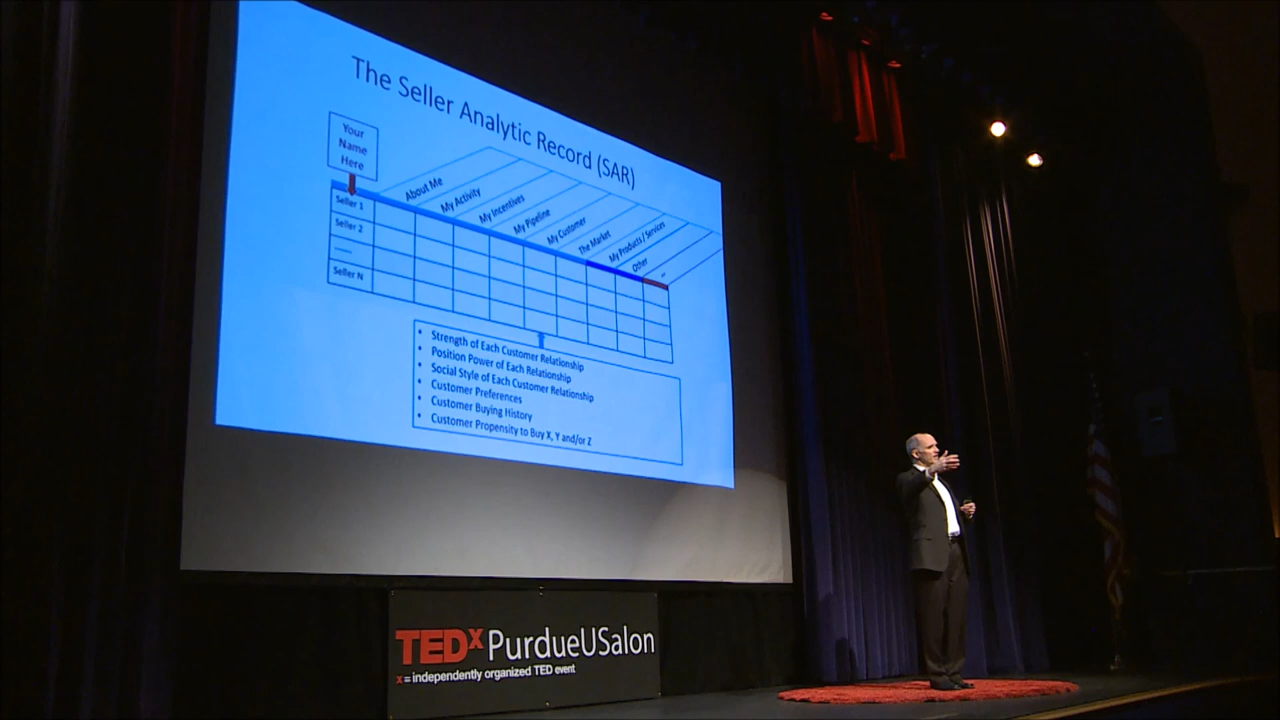 The Seller Analytic Record (SAR)
Your
Name
Here
About Me
My Activity
My Incentives
My Pipeline
My Customer
The Market
My Products / Services
Other
...
Seller 1
Seller 2
-----
Seller N
• Strength of Each Customer Relationship
• Position Power of Each Relationship
• Social Style of Each Customer Relationship
• Customer Preferences
• Customer Buying History
• Customer Propensity to Buy X, Y and/or Z
TEDx PurdueUSalon
x = independently organized TED event